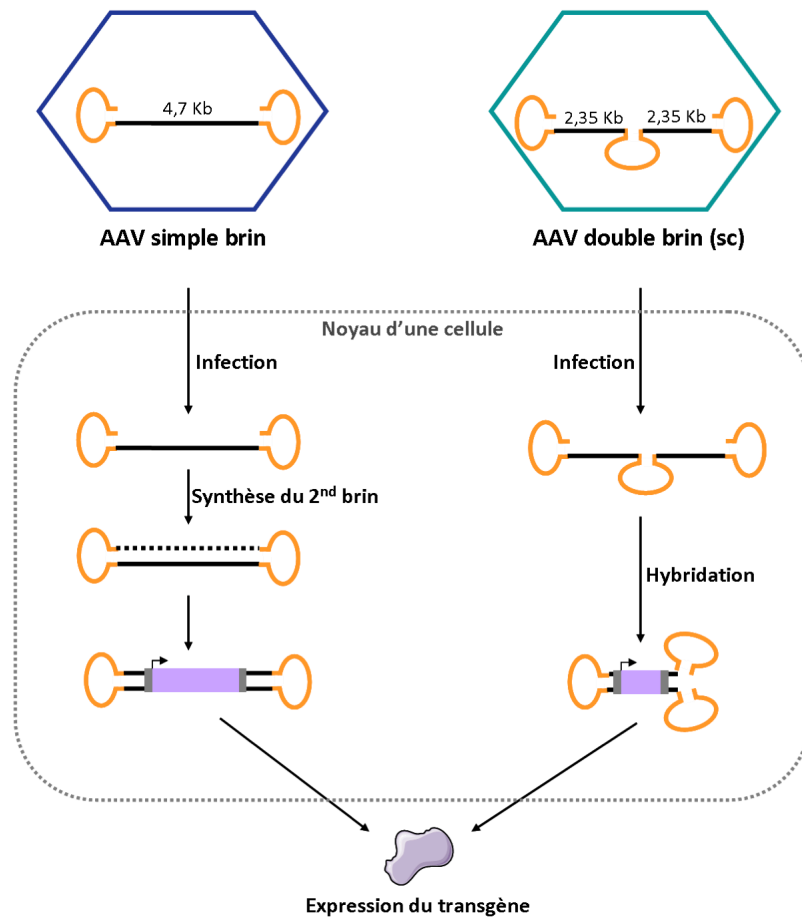 4,7 Kb
2,35 Kb 2,35 Kb
AAV simple brin
AAV double brin (sc)
Noyau d'une cellule
Infection
Infection
Synthèse du 2nd brin
Hybridation
Expression du transgène